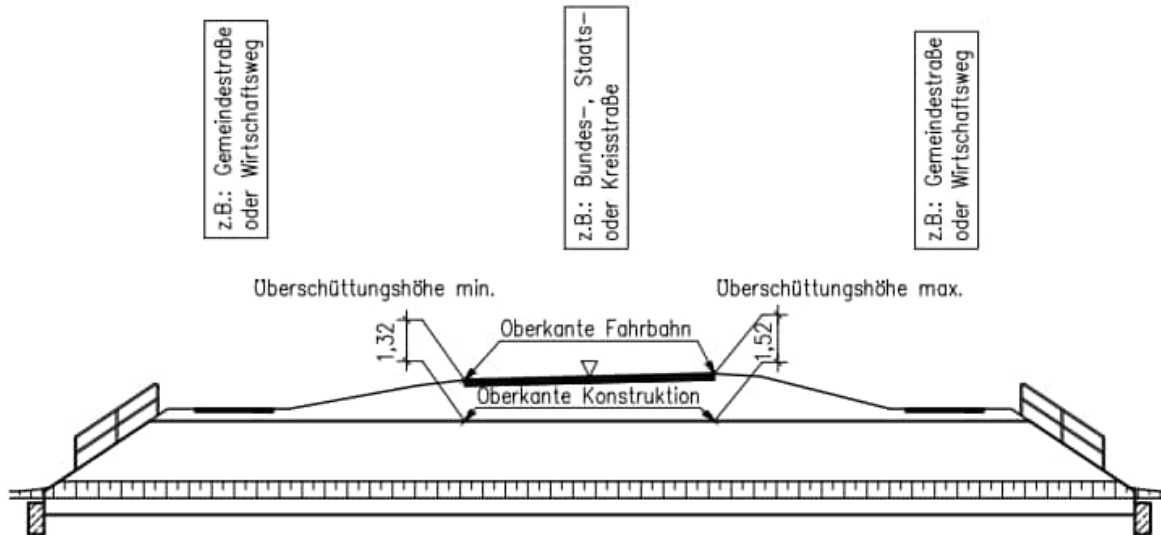 z.B.: Gemeindestraße
oder Wirtschaftsweg
z.B.: Bundes-, Staats-
oder Kreisstraße
z.B.: Gemeindestraße
oder Wirtschaftsweg
Überschüttungshöhe min.
Überschüttungshöhe max.
1,32
Oberkante Fahrbahn
1,52
Oberkante Konstruktion